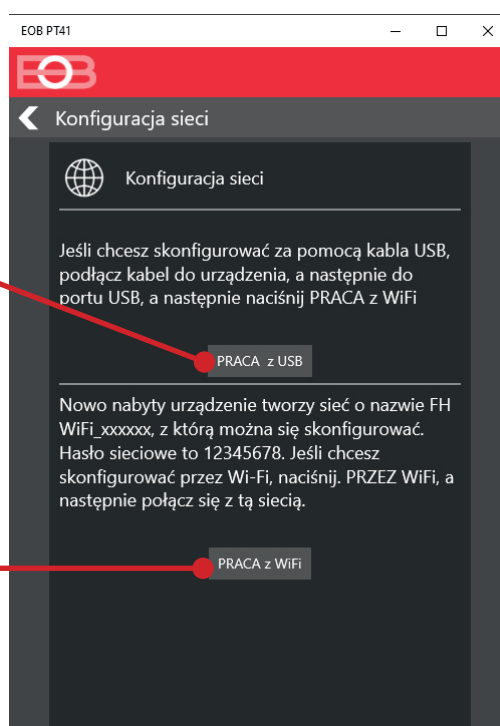 EOB PT41
EOB
Konfiguracja sieci
Konfiguracja sieci
Jeśli chcesz skonfigurować za pomocą kabla USB,
podłącz kabel do urządzenia, a następnie do
portu USB, a następnie naciśnij PRACA z WiFi
PRACA z USB
Nowo nabyty urządzenie tworzy sieć o nazwie FH
WiFi_xxxxxx, z którą można się skonfigurować.
Hasło sieciowe to 12345678. Jeśli chcesz
skonfigurować przez Wi-Fi, naciśnij. PRZEZ WiFi, a
następnie połącz się z tą siecią.
PRACA z WiFi